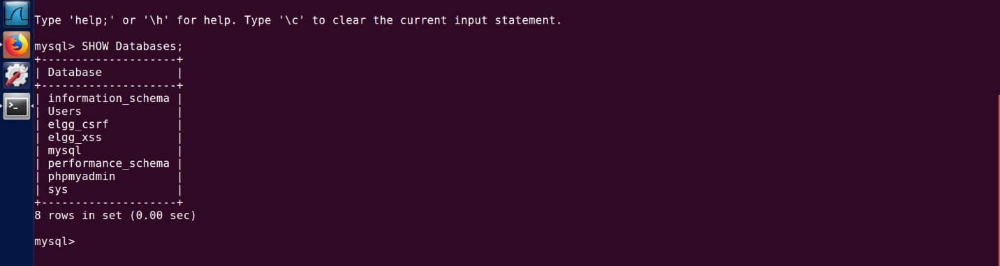 Type 'help;' or '\h' for help. Type '\c' to clear the current input statement.
mysql> SHOW Databases;
+--------------------+
| Database           |
+--------------------+
| information_schema |
| Users              |
| elgg_csrf          |
| elgg_xss           |
| mysql              |
| performance_schema |
| phpmyadmin         |
| sys                |
+--------------------+
8 rows in set (0.00 sec)
mysql>